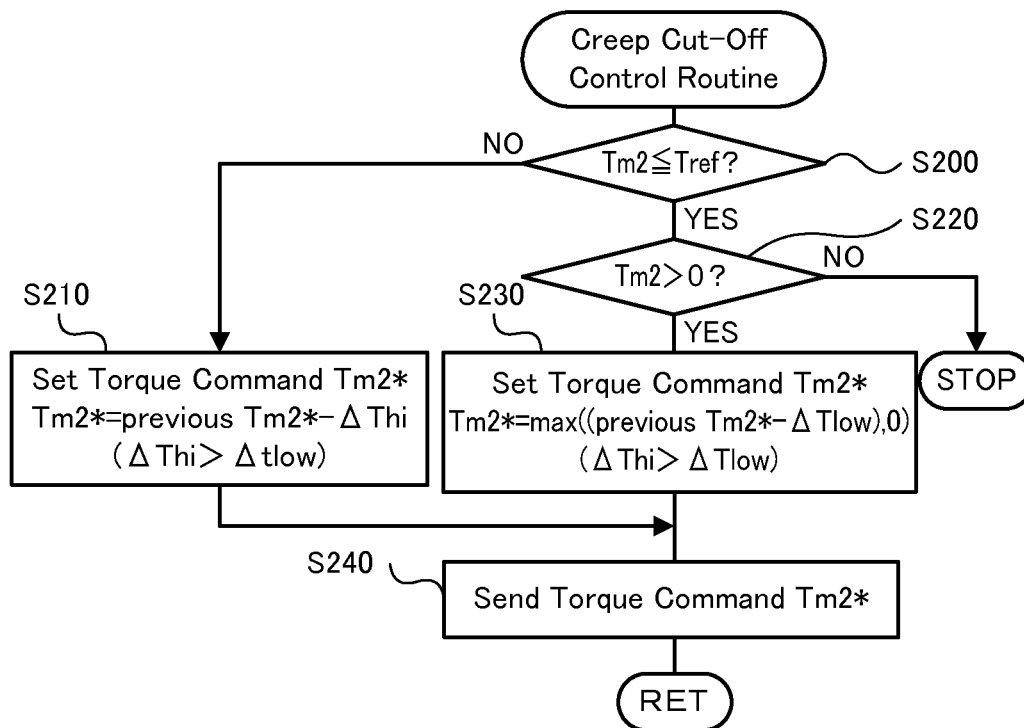 Creep Cut-Off
Control Routine
NO
Tm2≦Tref?
S200
YES
S220
Tm2>0?
NO
S210
S230
YES
Set Torque Command Tm2*
Tm2*=previous Tm2*-ΔThi
(ΔThi> Δtlow)
Set Torque Command Tm2*
Tm2*=max((previous Tm2*-ΔTlow),0)
(ΔThi> ΔTlow)
STOP
S240
Send Torque Command Tm2*
RET